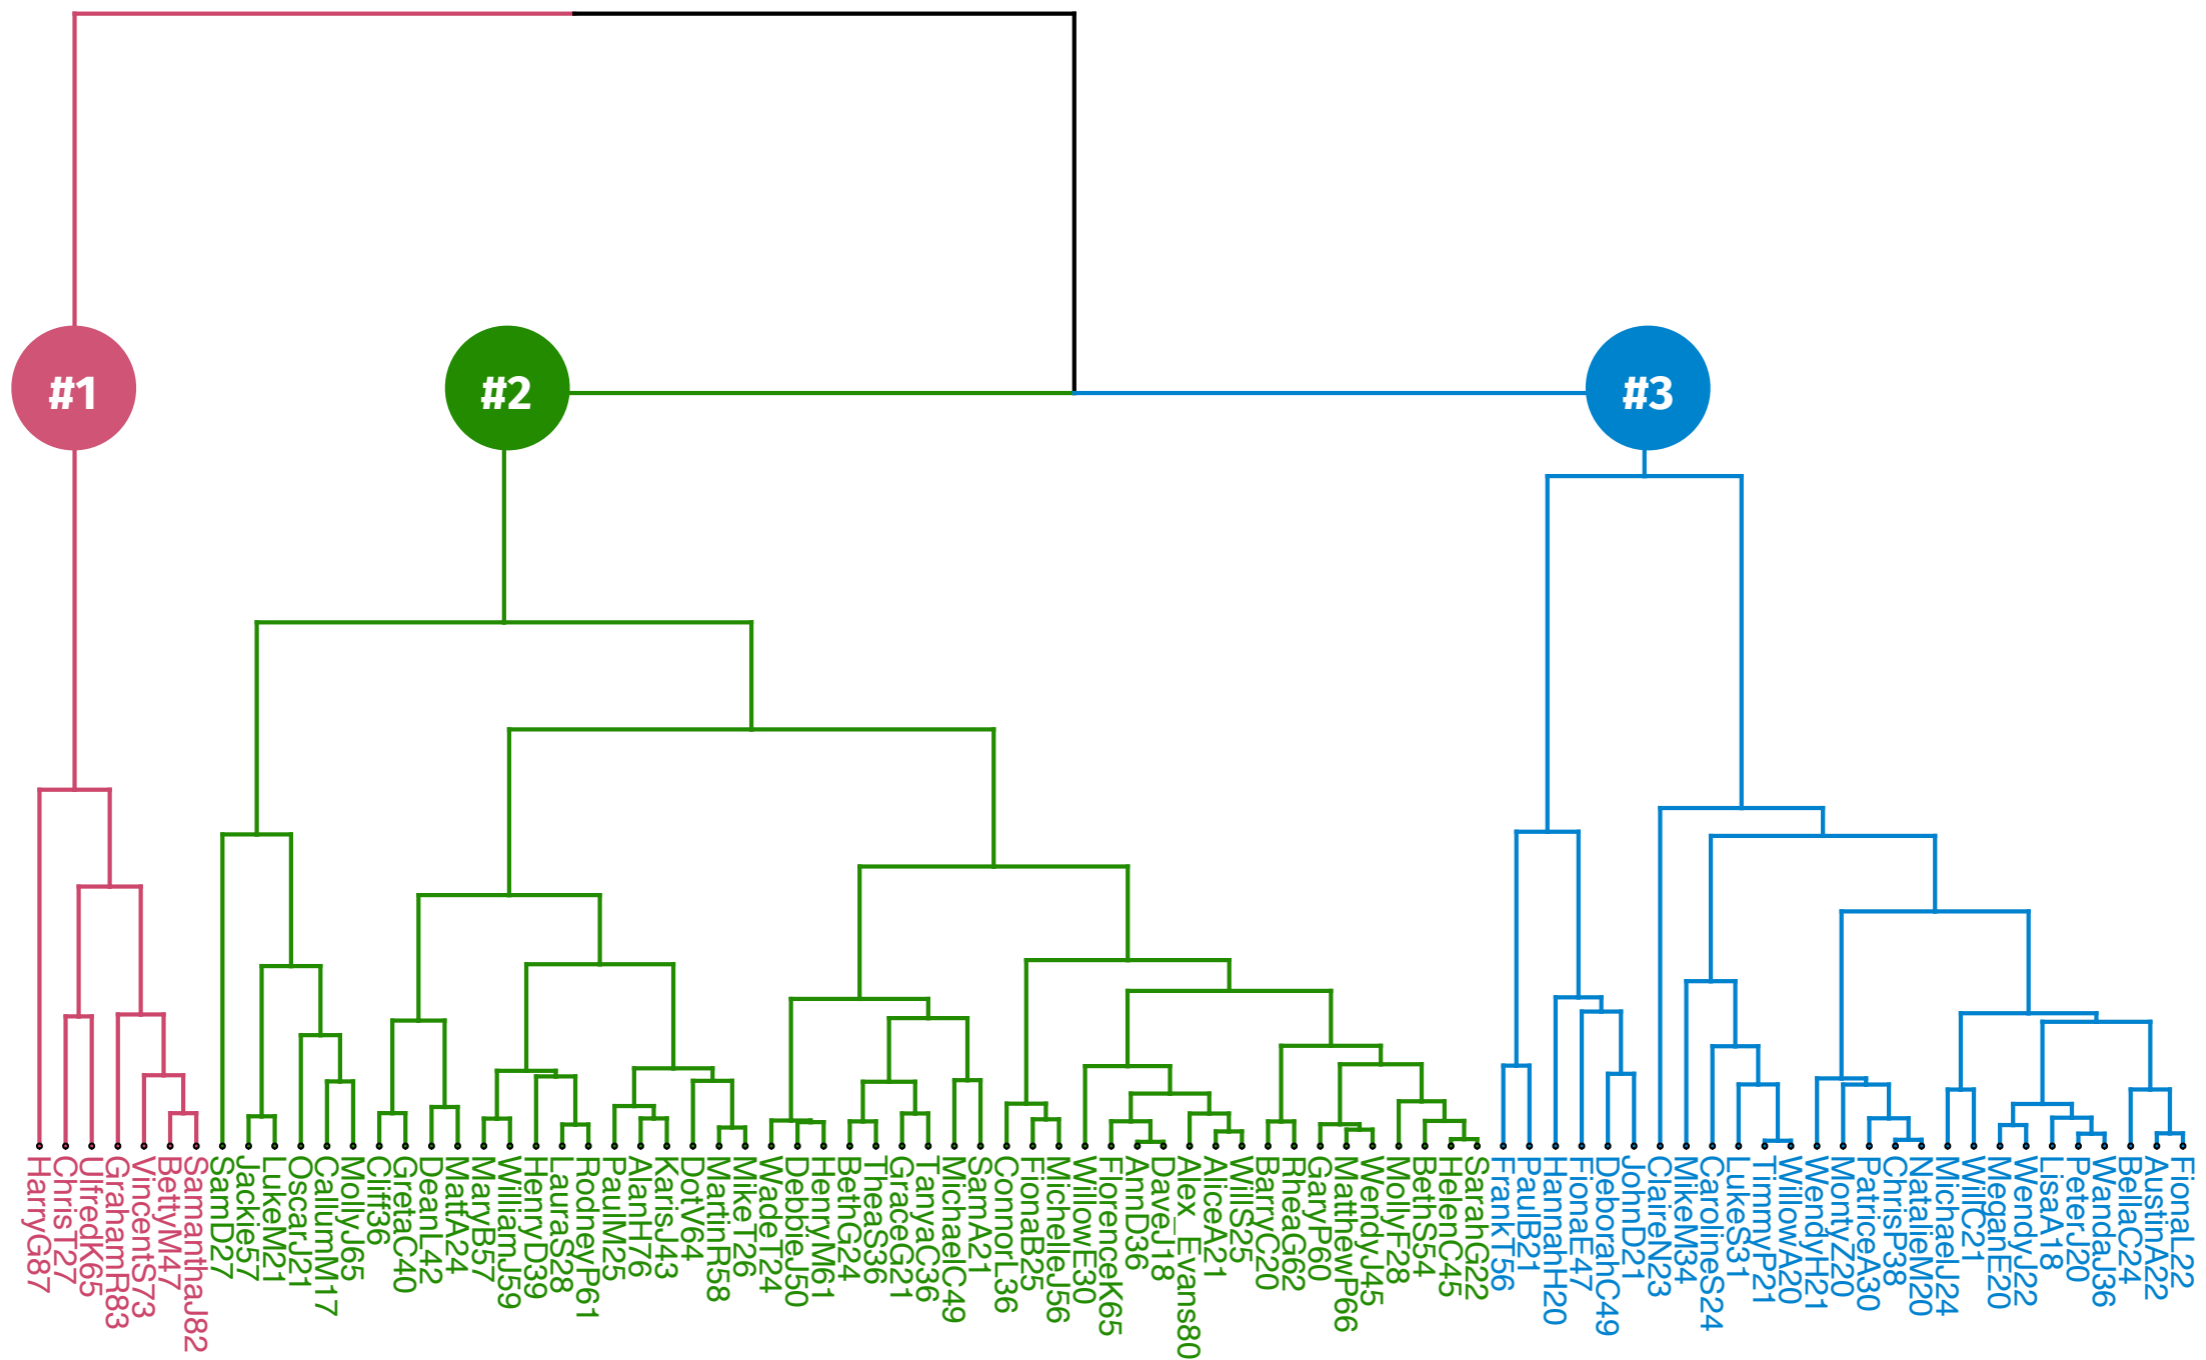 #1
#2
#3
HarryG87
ChrisT27
UlfredK65
GrahamR83
VincentS73
BettyM47
SamanthaJ82
SamD27
Jackie57
LukeM21
OscarJ21
CallumM17
MollyJ65
Cliff36
GretaC40
DeanL42
MattA24
MaryB57
WilliamJ59
HenryD39
LauraS28
RodneyP61
PaulM25
AlanH76
KarisJ43
DotV64
MartinR58
MikeT26
WadeT24
DebbieJ50
HenryM61
BethG24
TheaS36
GraceG21
TanyaC36
MichaelC49
SamA21
ConnorL36
FionaB25
MichelleJ56
WillowE30
FlorenceK65
AnnD36
DaveJ18
Alex_Evans80
AliceA21
WillS25
BarryC20
RheaG62
GaryP60
MatthewP66
WendyJ45
MollyF28
BethS54
HelenC45
SarahG22
FrankT56
PaulB21
HannahH20
FionaE47
DeborahC49
JohnD21
ClaireN23
MikeM34
CarolineS24
LukeS31
TimmyP21
WillowA20
WendyH21
MontyZ20
PatriceA30
ChrisP38
NatalieM20
MichaelJ24
WillC21
MeganE20
WendyJ22
LisaA18
PeterJ20
WandaJ36
BellaC24
AustinA22
FionaL22